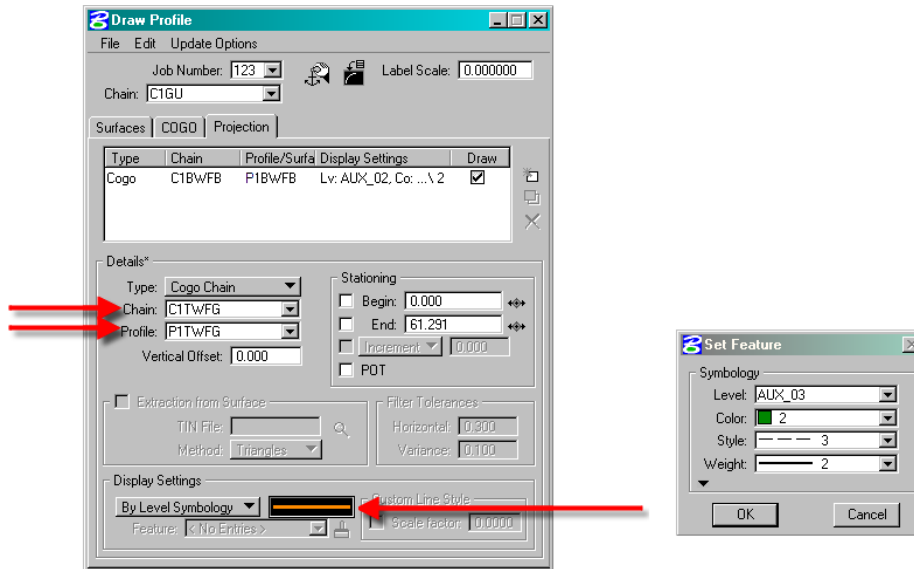 Draw Profile
File Edit Update Options
Job Number: 123 Label Scale: 0.000000
Chain: C1GU
Surfaces COGO Projection
Type Chain Profile/Surfa Display Settings Draw
Cogo C1BWFB P1BWFB Lv: AUX_02, Co: ...\ 2
Details*
Type: Cogo Chain
Chain: C1TWFG
Profile: P1TWFG
Vertical Offset: 0.000
Stationing
Begin: 0.000
End: 61.291
Increment 0.000
POT
Extraction from Surface
TIN File:
Method: Triangles
Filter Tolerances
Horizontal: 0.300
Variance: 0.100
Display Settings
By Level Symbology
Feature: < No Entries >
Custom Line Style
Scale factor: 0.0000
Set Feature
Symbology
Level: AUX_03
Color: 2
Style: 3
Weight: 2
OK Cancel